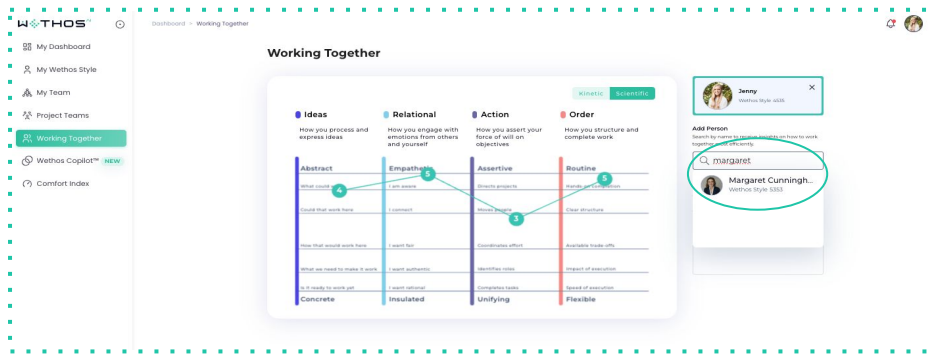 WETHOS
Dashboard > Working Together
My Dashboard
My Wethos Style
My Team
Project Teams
Working Together
Wethos Copilot™ NEW
Comfort Index
Working Together
Kinetic Scientific
Ideas
How you process and
express ideas
Relational
How you engage with
emotions from others
and yourself
Action
How you assert your
force of will on
objectives
Order
How you structure and
complete work
Abstract Empathetic Assertive Routine
What could I am aware Directs projects Hands-on completion
4 5 3 5
Could that work here I connect Moves people Clear structure
How that would work here I want fair Coordinates effort Available trade-offs
What we need to make it work I want authentic Identifies roles Impact of execution
Is it ready to work yet I want rational Completes tasks Speed of execution
Concrete Insulated Unifying Flexible
Jenny
Wethos Style 4535
Add Person
Search by name to receive insights on how to work
together most efficiently.
margaret
Margaret Cunningh...
Wethos Style 5353